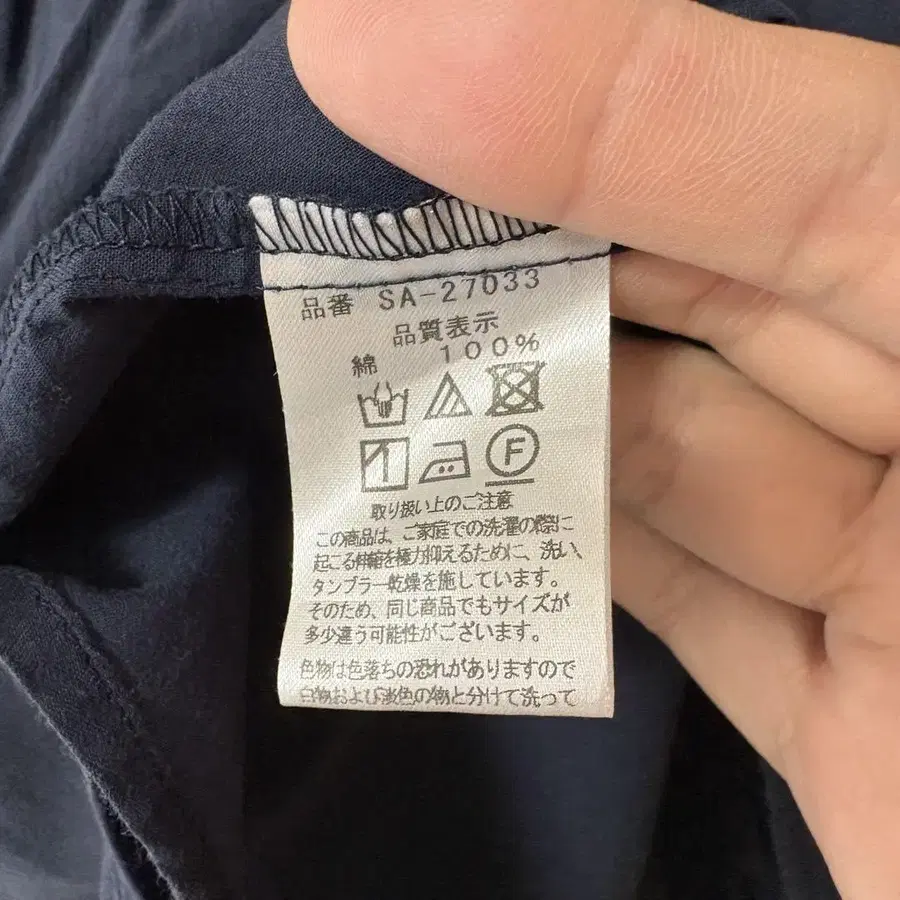 品番 SA-27033
品質表示
綿 100%
F
取り扱い上のご注意
この商品は、ご家庭での洗濯の際に
起こる伸縮を極力抑えるために、洗い、
タンブラー乾燥を施しています。
そのため、同じ商品でもサイズが
多少違う可能性がございます。
色物は色落ちの恐れがありますので
白物および淡色の物と分けて洗って